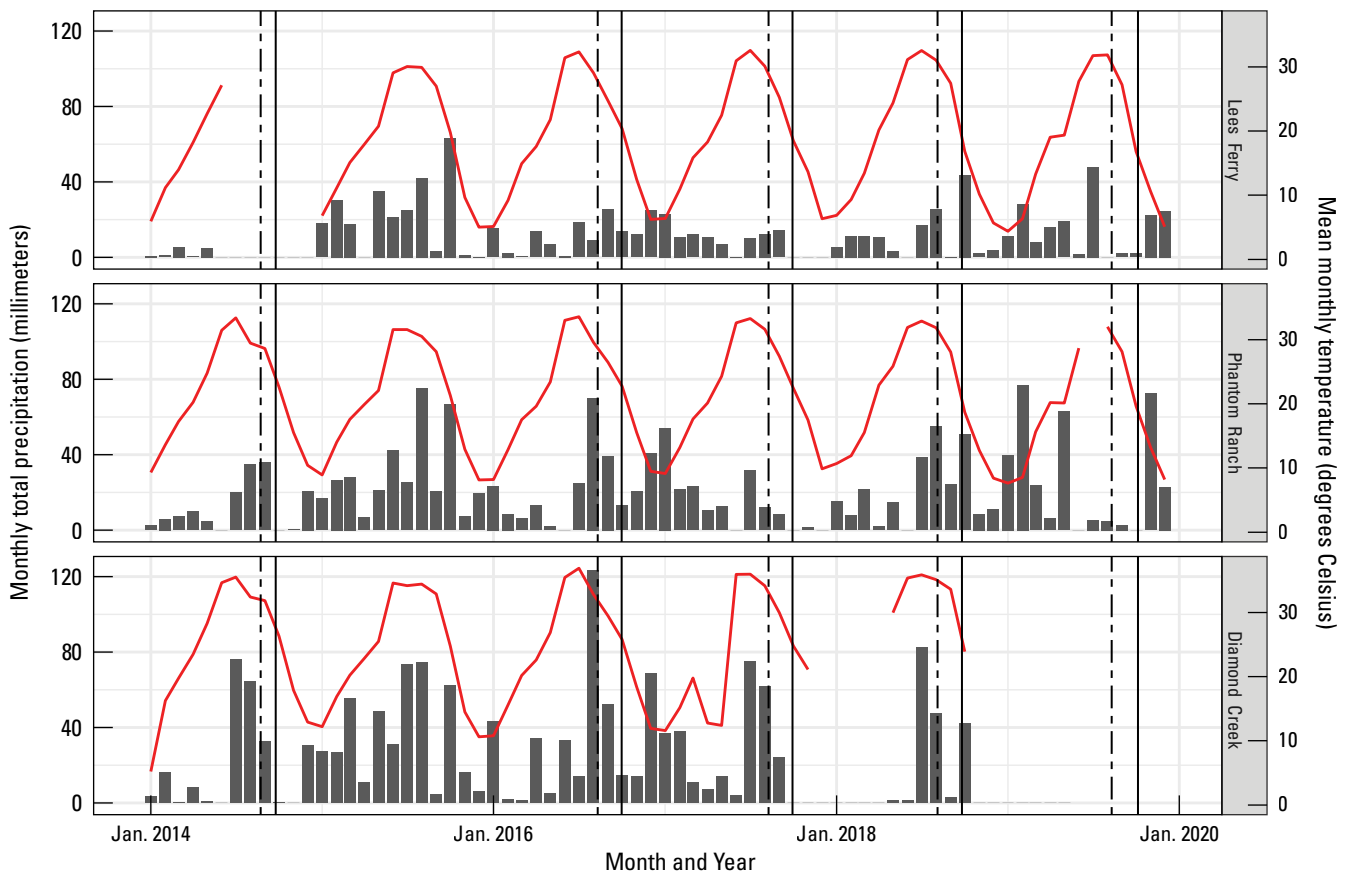 Monthly total precipitation (millimeters)
120
80
40
0
30
20
10
0
Lees Ferry
120
80
40
0
30
20
10
0
Phantom Ranch
120
80
40
0
30
20
10
0
Diamond Creek
Mean monthly temperature (degrees Celsius)
Jan. 2014
Jan. 2016
Jan. 2018
Jan. 2020
Month and Year